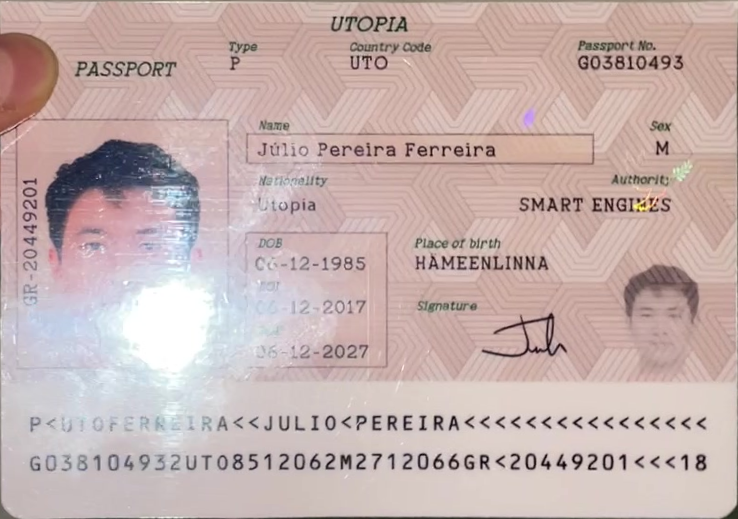 UTOPIA
PASSPORT
Type
P
Country Code
UTO
Passport No.
G03810493
Name
Júlio Pereira Ferreira
Sex
M
Nationality
Utopia
Authority
SMART ENGINES
GR-20449201
DOB
06-12-1985
06-12-2017
06-12-2027
Place of birth
HÄMEENLINNA
Signature
P<UTOFERREIRA<<JULIO<PEREIRA<<<<<<<<<<<<<<<<
G038104932UTO8512062M2712066GR<20449201<<<18